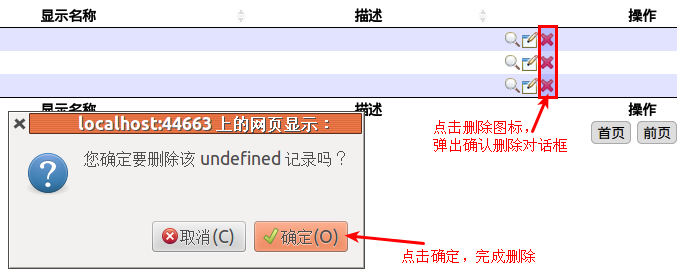 显示名称 描述 操作
显示名称 描述 操作
localhost:44663 上的网页显示：
您确定要删除该 undefined 记录吗？
取消(C) 确定(O)
点击删除图标，
弹出确认删除对话框
首页 前页
点击确定，完成删除